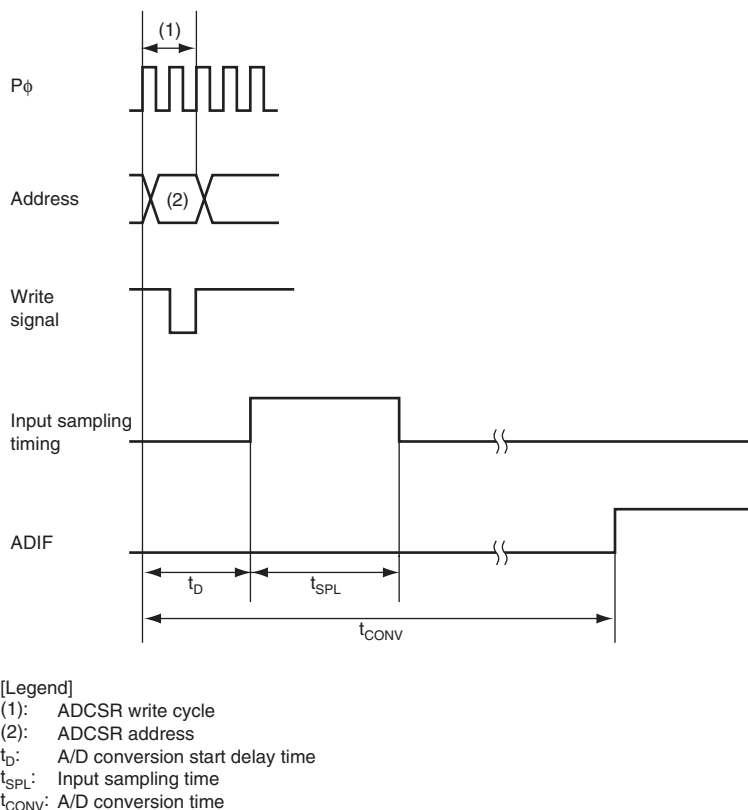 (1)
Pϕ
Address
(2)
Write
signal
Input sampling
timing
ADIF
tD
tSPL
tCONV
[Legend]
(1): ADCSR write cycle
(2): ADCSR address
tD: A/D conversion start delay time
tSPL: Input sampling time
tCONV: A/D conversion time